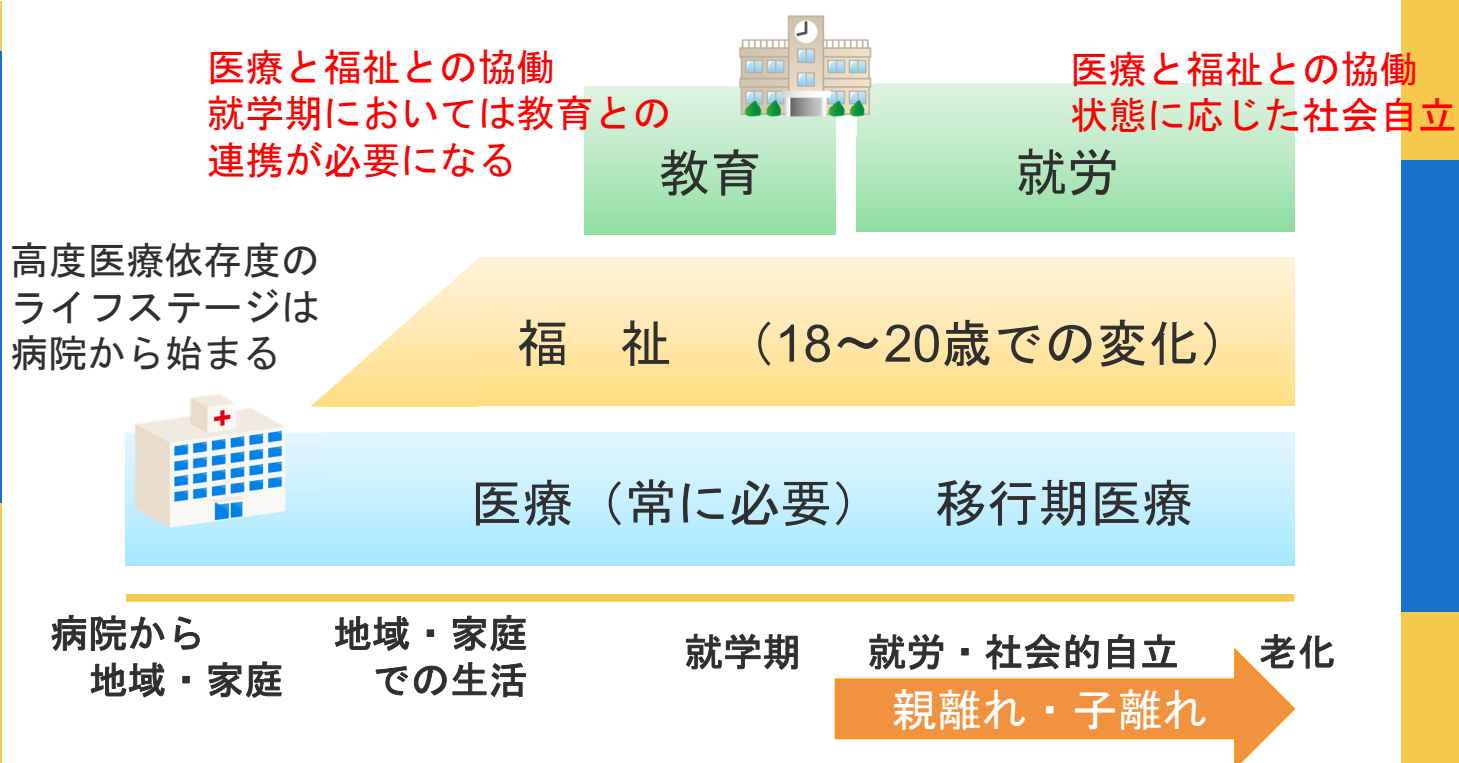 医療と福祉との協働
就学期においては教育との
連携が必要になる
医療と福祉との協働
状態に応じた社会自立
教育
就労
高度医療依存度の
ライフステージは
病院から始まる
福　祉　（18～20歳での変化）
医療（常に必要）　移行期医療
病院から
地域・家庭
地域・家庭
での生活
就学期
就労・社会的自立
老化
親離れ・子離れ